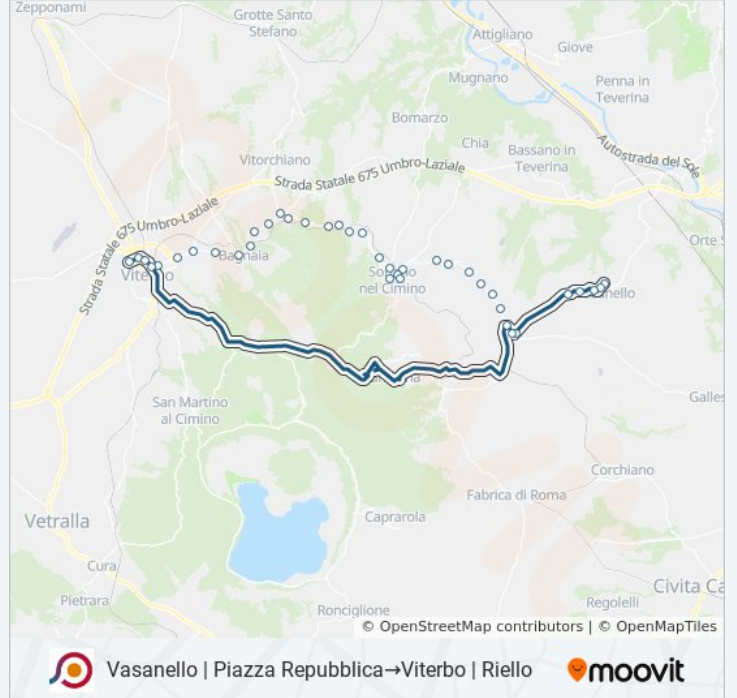 Zepponami
Grotte Santo
Stefano
Attigliano
Giove
Mugnano
Penna in
Teverina
Bomarzo
Chia
Bassano in
Teverina
Autostrada del Sole
Vitorchiano
Strada Statale 675 Umbro-Laziale
Strada Statale 675 Umbro-Laziale
Orte S
Bagnaia
Viterbo
nel Cimino
nello
San Martino
al Cimino
Galles
Corchiano
Fabrica di Roma
Caprarola
Vetralla
Cura
Pietrara
Civita Ca
Regolelli
Ronciglione
© OpenStreetMap contributors | © OpenMapTiles
Vasanello | Piazza Repubblica→Viterbo | Riello
moovit